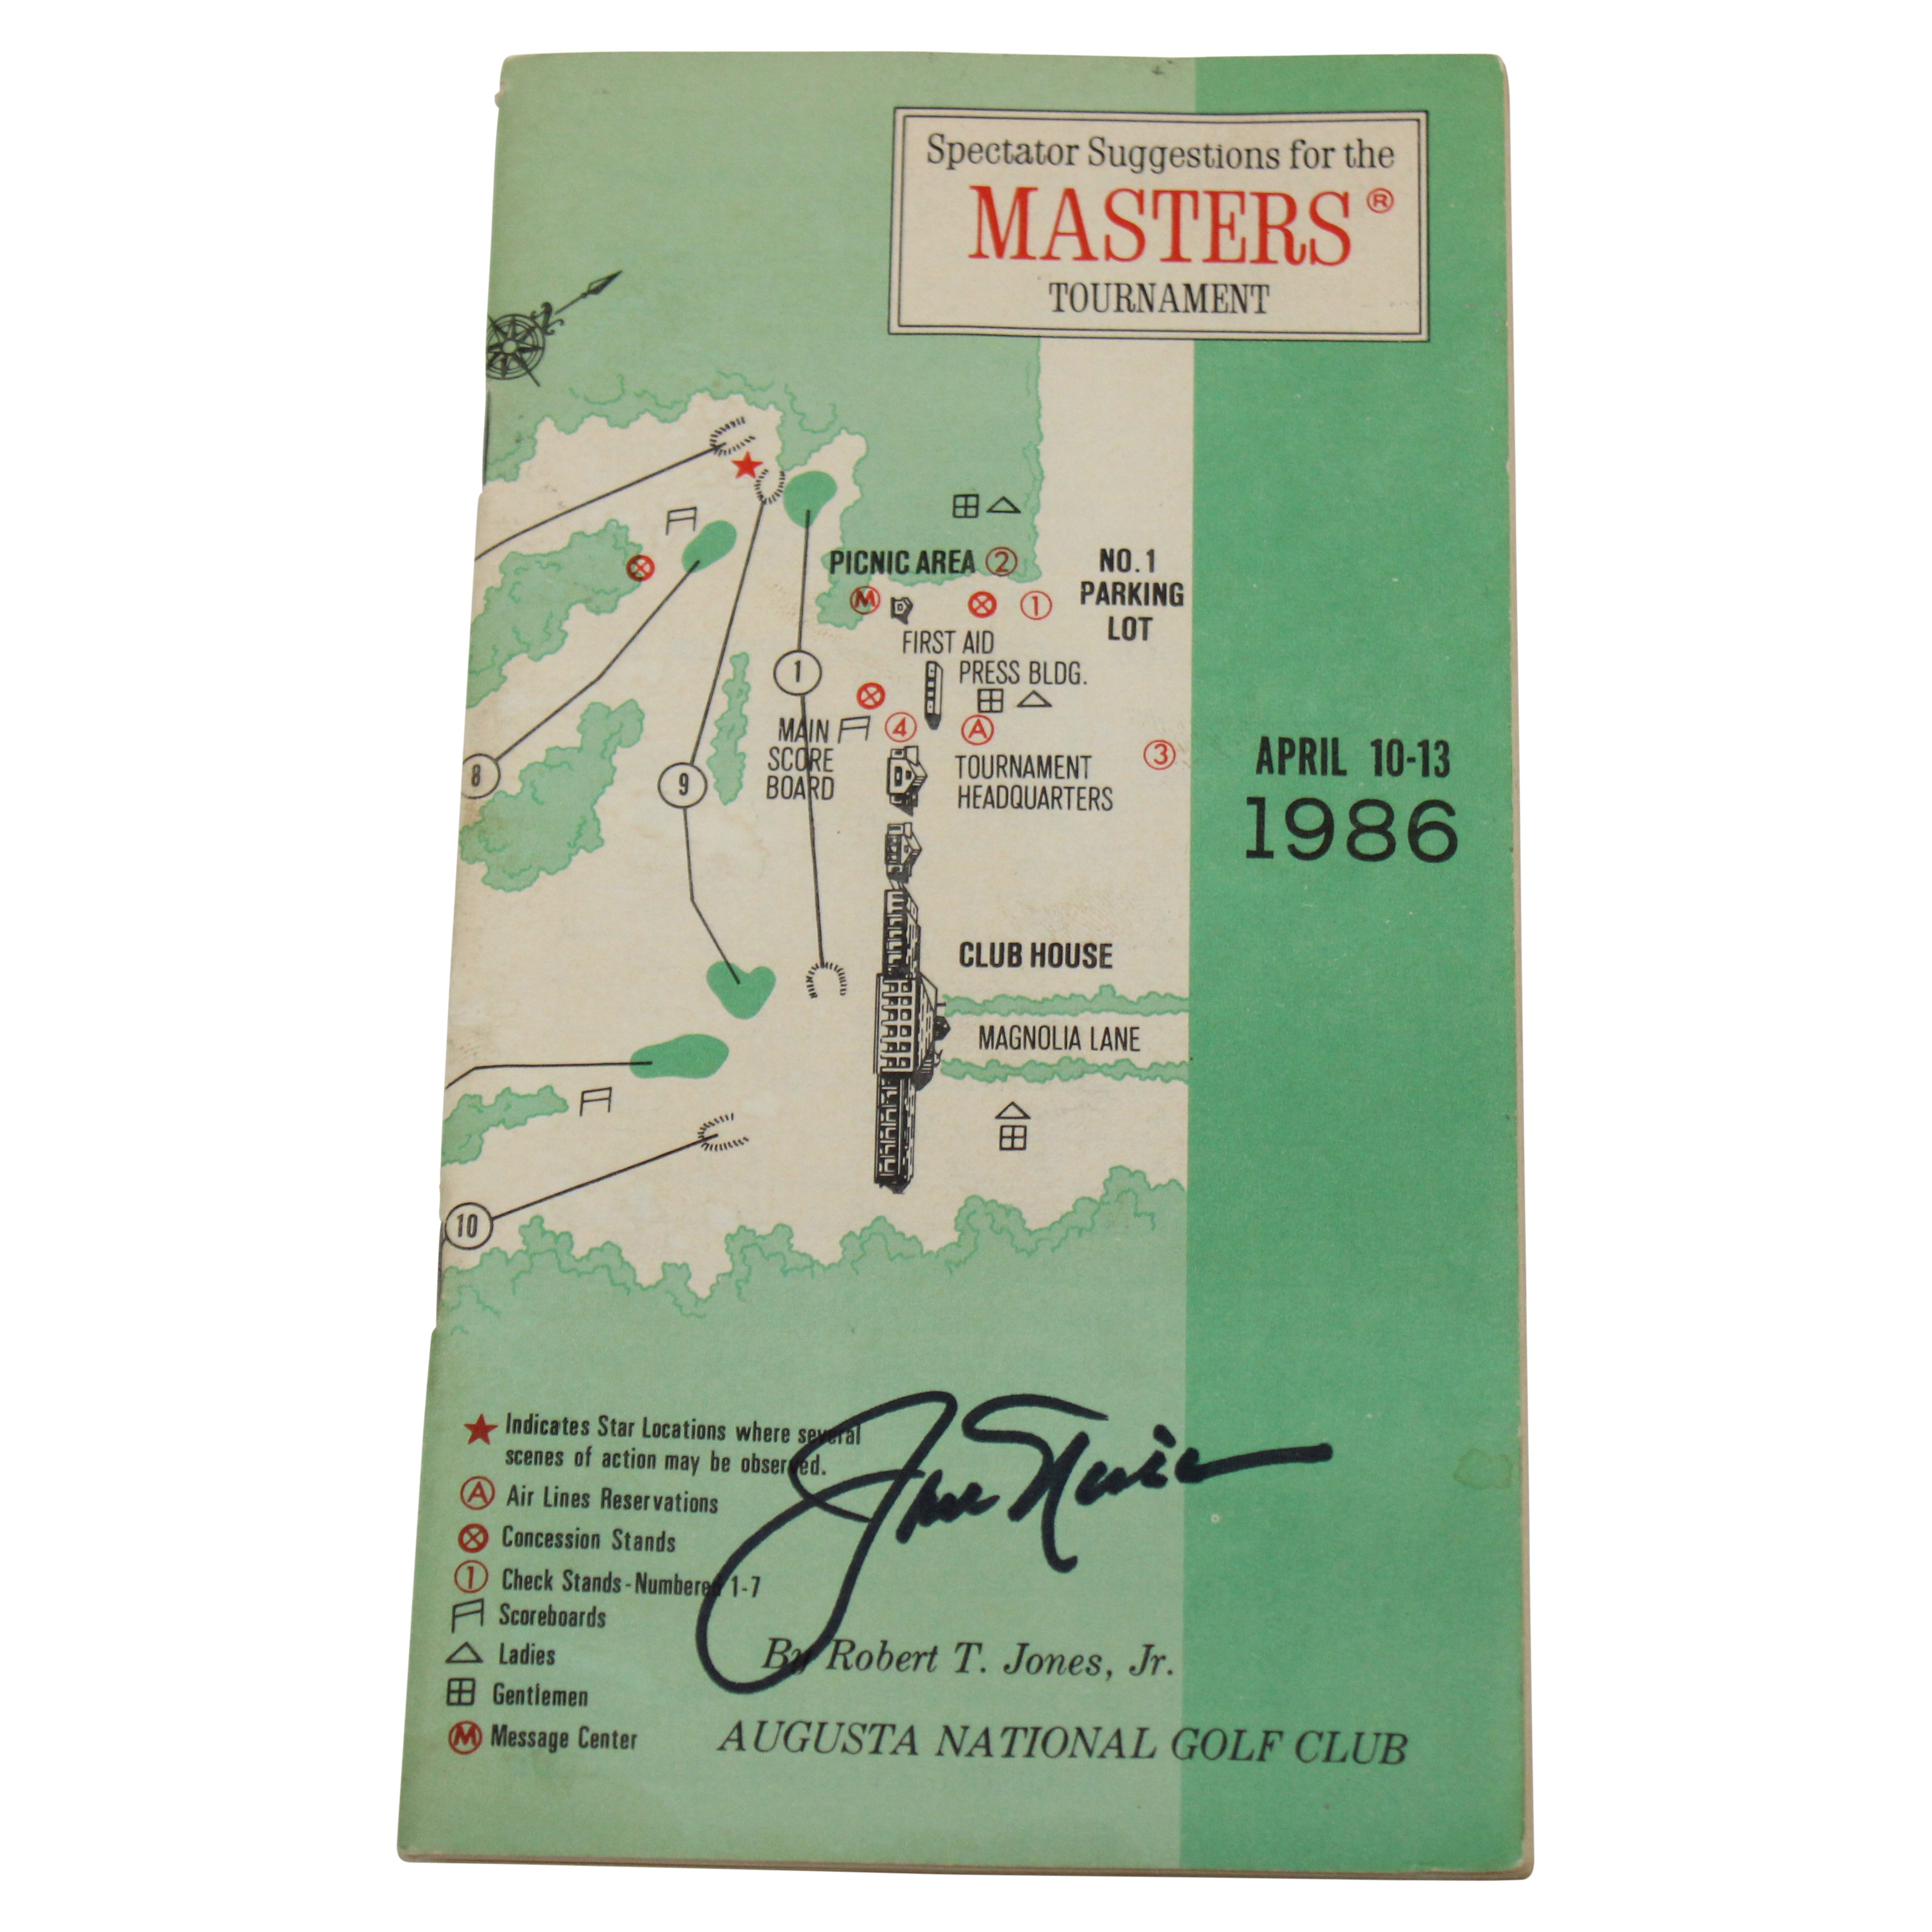 Spectator Suggestions for the
MASTERS®
TOURNAMENT
PICNIC AREA 2
NO. 1
PARKING
LOT
M
1
FIRST AID
PRESS BLDG.
1
MAIN
SCORE
BOARD
4
A
3
TOURNAMENT
HEADQUARTERS
8
9
APRIL 10-13
1986
CLUB HOUSE
MAGNOLIA LANE
10
Indicates Star Locations where several
scenes of action may be observed.
A Air Lines Reservations
Concession Stands
1 Check Stands-Numbered 1-7
Scoreboards
Ladies
Gentlemen
M Message Center
By Robert T. Jones, Jr.
AUGUSTA NATIONAL GOLF CLUB